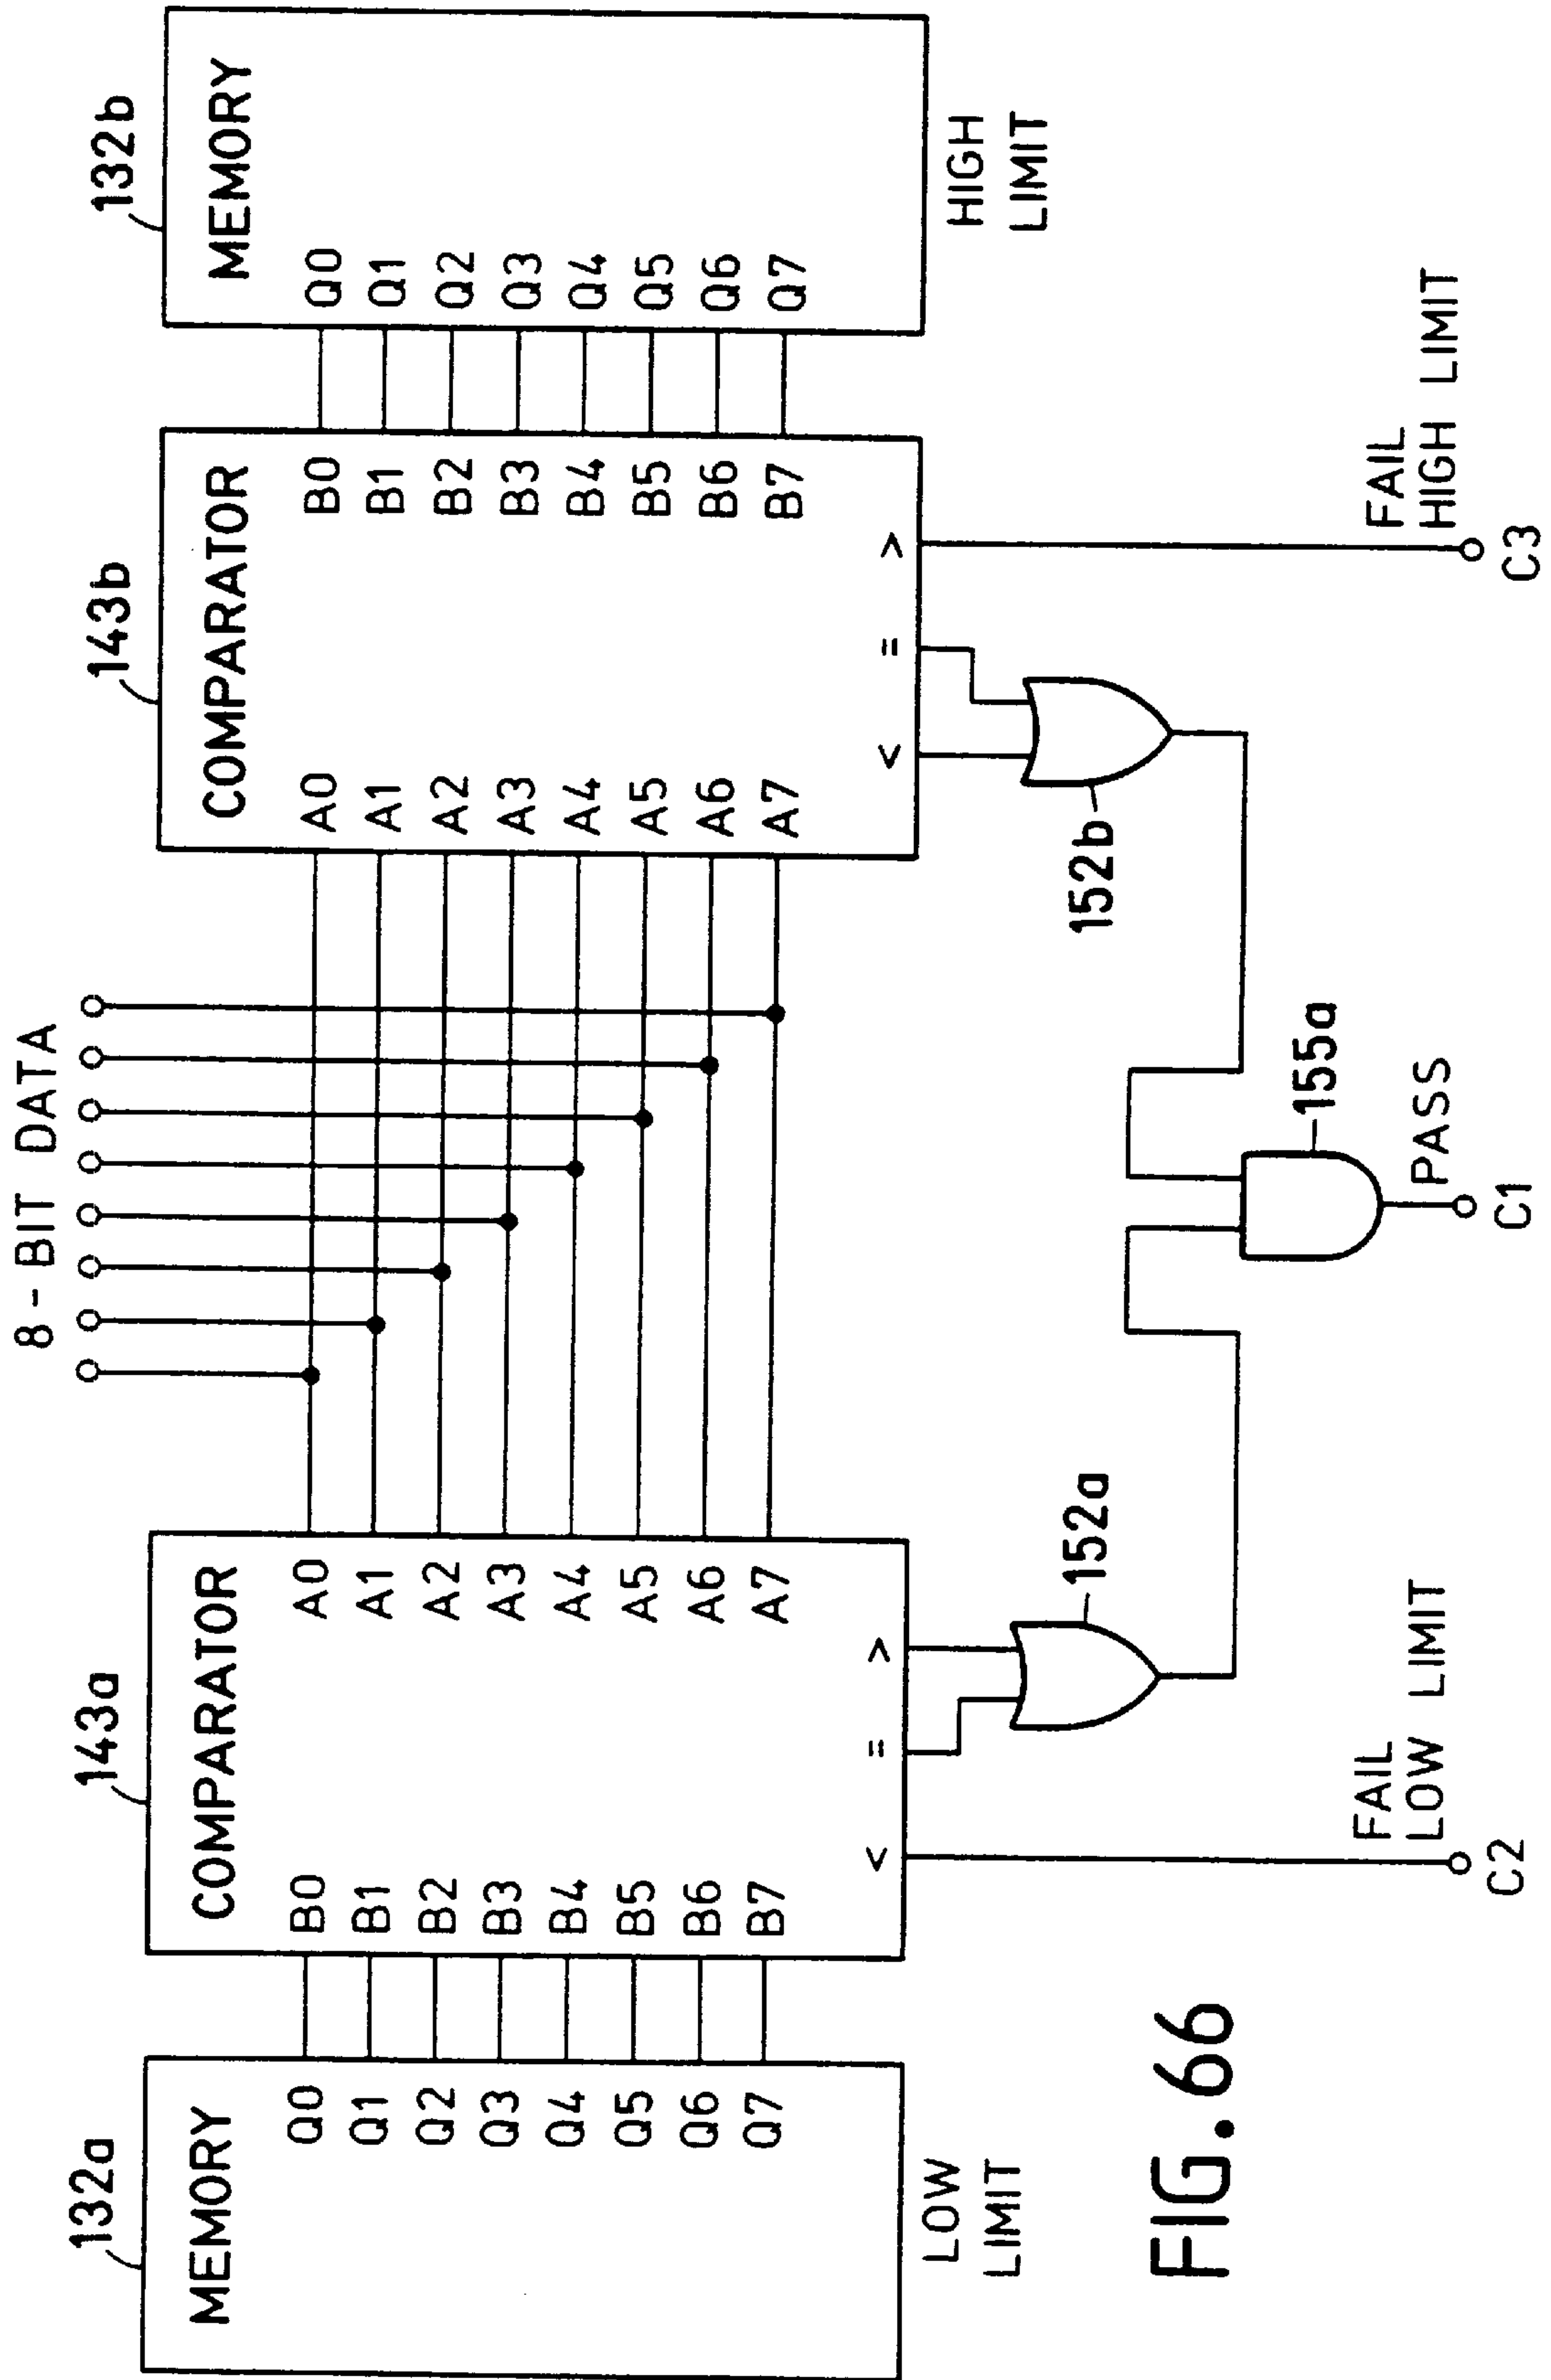 8-BIT DATA
132a
143a
143b
132b
MEMORY
COMPARATOR
COMPARATOR
MEMORY
Q0 B0 A0 A0 B0 Q0
Q1 B1 A1 A1 B1 Q1
Q2 B2 A2 A2 B2 Q2
Q3 B3 A3 A3 B3 Q3
Q4 B4 A4 A4 B4 Q4
Q5 B5 A5 A5 B5 Q5
Q6 B6 A6 A6 B6 Q6
Q7 B7 A7 A7 B7 Q7
< = > < = >
LOW
LIMIT
HIGH
LIMIT
152a
152b
155a
FAIL
LOW LIMIT
C2
PASS
C1
FAIL
HIGH LIMIT
C3
FIG. 66